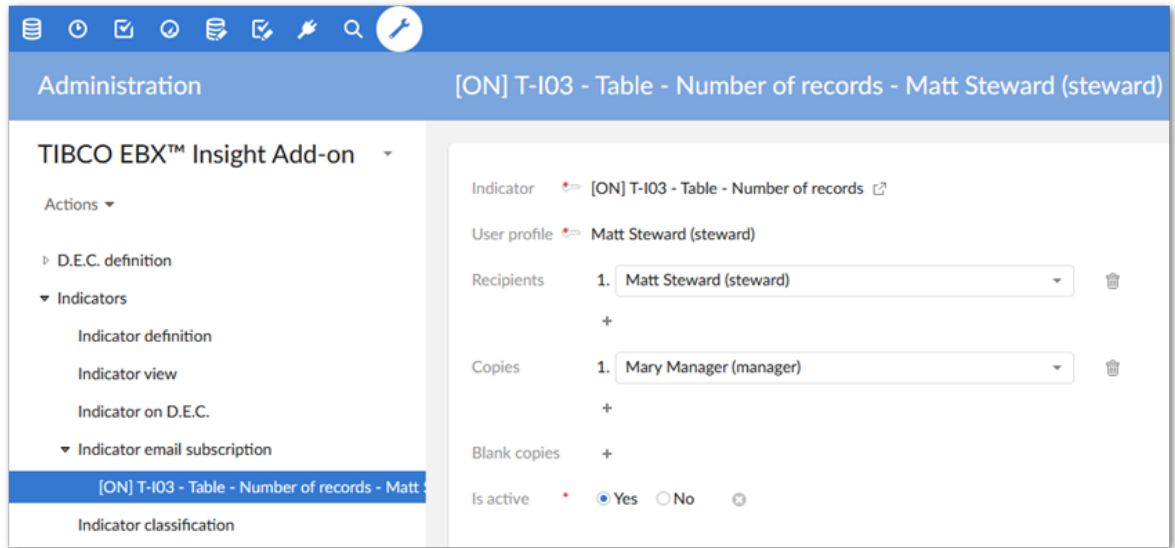 Administration
[ON] T-I03 - Table - Number of records - Matt Steward (steward)
TIBCO EBX™ Insight Add-on
Actions
D.E.C. definition
Indicators
Indicator definition
Indicator view
Indicator on D.E.C.
Indicator email subscription
[ON] T-I03 - Table - Number of records - Matt
Indicator classification
Indicator [ON] T-I03 - Table - Number of records
User profile Matt Steward (steward)
Recipients 1. Matt Steward (steward)
+
Copies 1. Mary Manager (manager)
+
Blank copies +
Is active * Yes No